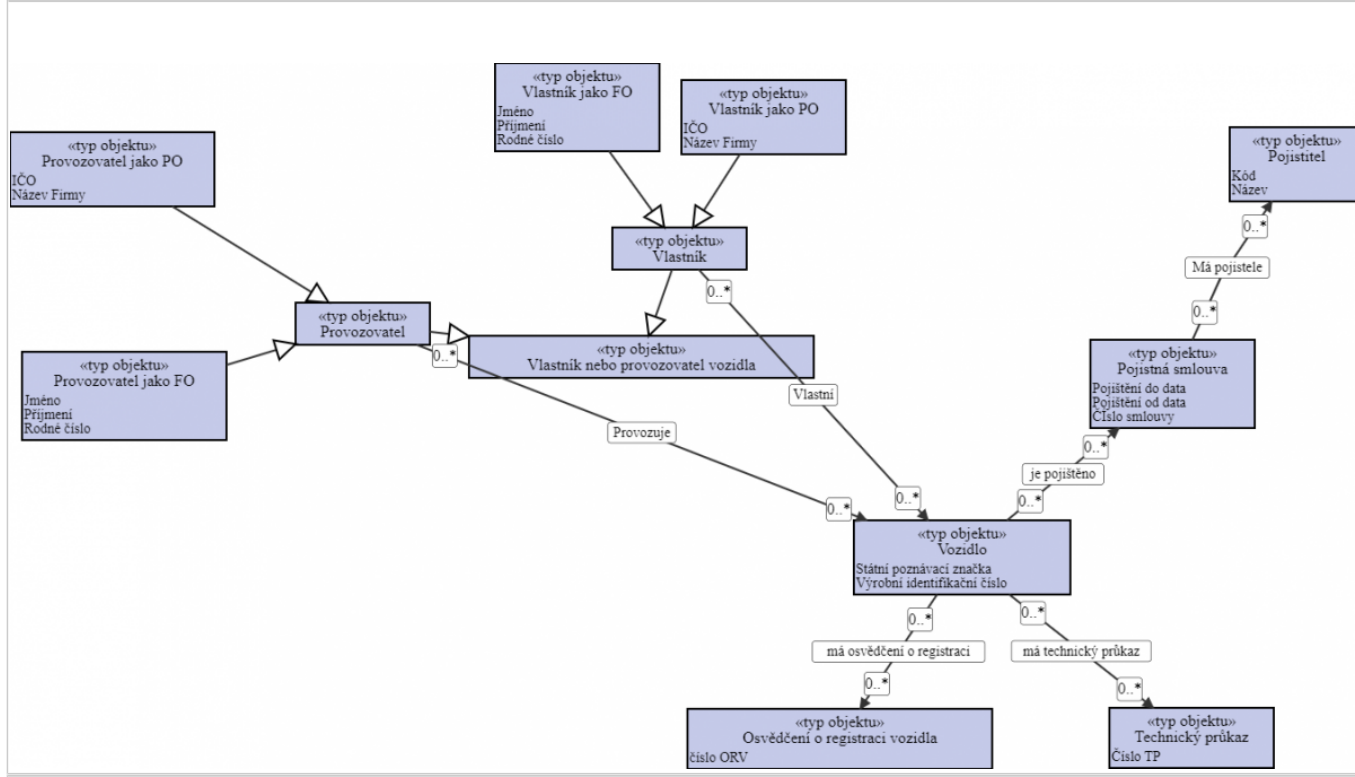 «typ objektu»
Vlastník jako FO
Jméno
Příjmení
Rodné číslo
«typ objektu»
Vlastník jako PO
IČO
Název Firmy
«typ objektu»
Provozovatel jako PO
IČO
Název Firmy
«typ objektu»
Pojistitel
Kód
Název
0..*
Má pojistele
0..*
«typ objektu»
Vlastník
0..*
«typ objektu»
Provozovatel
0..*
«typ objektu»
Vlastník nebo provozovatel vozidla
«typ objektu»
Provozovatel jako FO
Jméno
Příjmení
Rodné číslo
«typ objektu»
Pojistná smlouva
Pojištění do data
Pojištění od data
ČÍslo smlouvy
Vlastní
Provozuje
0..*
je pojištěno
0..*
0..*
0..*
«typ objektu»
Vozidlo
Státní poznávací značka
Výrobní identifikační číslo
0..*
0..*
má osvědčení o registraci
má technický průkaz
0..*
0..*
«typ objektu»
Osvědčení o registraci vozidla
číslo ORV
«typ objektu»
Technický průkaz
Číslo TP